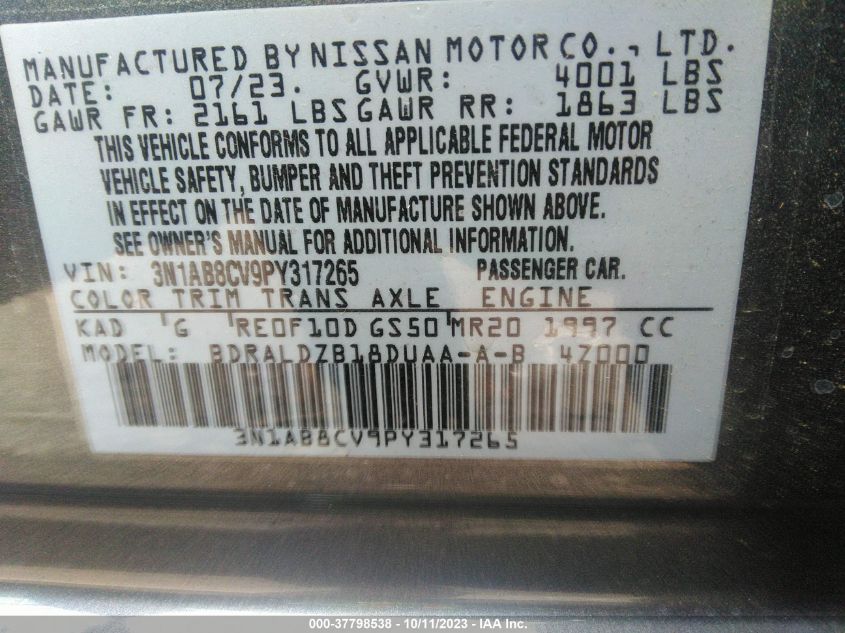 MANUFACTURED BY NISSAN MOTOR CO., LTD.
DATE: 07/23. GVWR: 4001 LBS
GAWR FR: 2161 LBS GAWR RR: 1863 LBS
THIS VEHICLE CONFORMS TO ALL APPLICABLE FEDERAL MOTOR
VEHICLE SAFETY, BUMPER AND THEFT PREVENTION STANDARDS
IN EFFECT ON THE DATE OF MANUFACTURE SHOWN ABOVE.
SEE OWNER'S MANUAL FOR ADDITIONAL INFORMATION.
VIN: 3N1AB8CV9PY317265 PASSENGER CAR.
COLOR TRIM TRANS AXLE ENGINE
KAD G RE0F10D GS50 MR20 1997 CC
MODEL: BDRALDZB18DUAA-A-B 4Z000
3N1AB8CV9PY317265
000-37798538 - 10/11/2023 - IAA Inc.